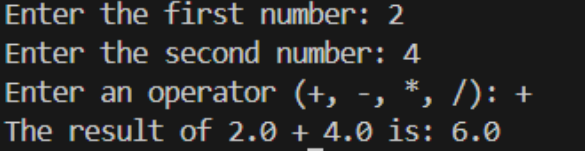 Enter the first number: 2
Enter the second number: 4
Enter an operator (+, -, *, /): +
The result of 2.0 + 4.0 is: 6.0